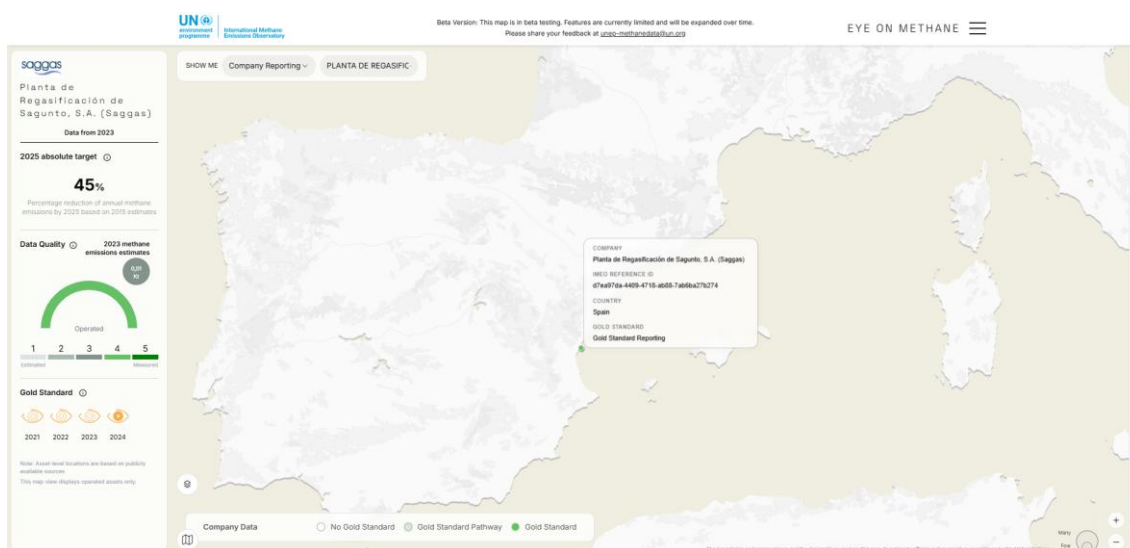 UN
environment
programme
International Methane
Emissions Observatory
Beta Version: This map is in beta testing. Features are currently limited and will be expanded over time.
Please share your feedback at unep-methanedata@un.org
EYE ON METHANE
saggas
Planta de
Regasificación de
Sagunto, S.A. (Saggas)
Data from 2023
2025 absolute target
45%
Percentage reduction of annual methane
emissions by 2025 based on 2015 estimates
Data Quality
2023 methane
emissions estimates
0,01
Kt
Operated
1 2 3 4 5
Estimated Measured
Gold Standard
2021 2022 2023 2024
Note: Asset-level locations are based on publicly
available sources
This map view displays operated assets only.
SHOW ME Company Reporting PLANTA DE REGASIFIC
COMPANY
Planta de Regasificación de Sagunto, S.A. (Saggas)
IMEO REFERENCE ID
d7ea97da-4409-4718-ab88-7ab6ba27b274
COUNTRY
Spain
GOLD STANDARD
Gold Standard Reporting
Company Data No Gold Standard Gold Standard Pathway Gold Standard
Many
Few